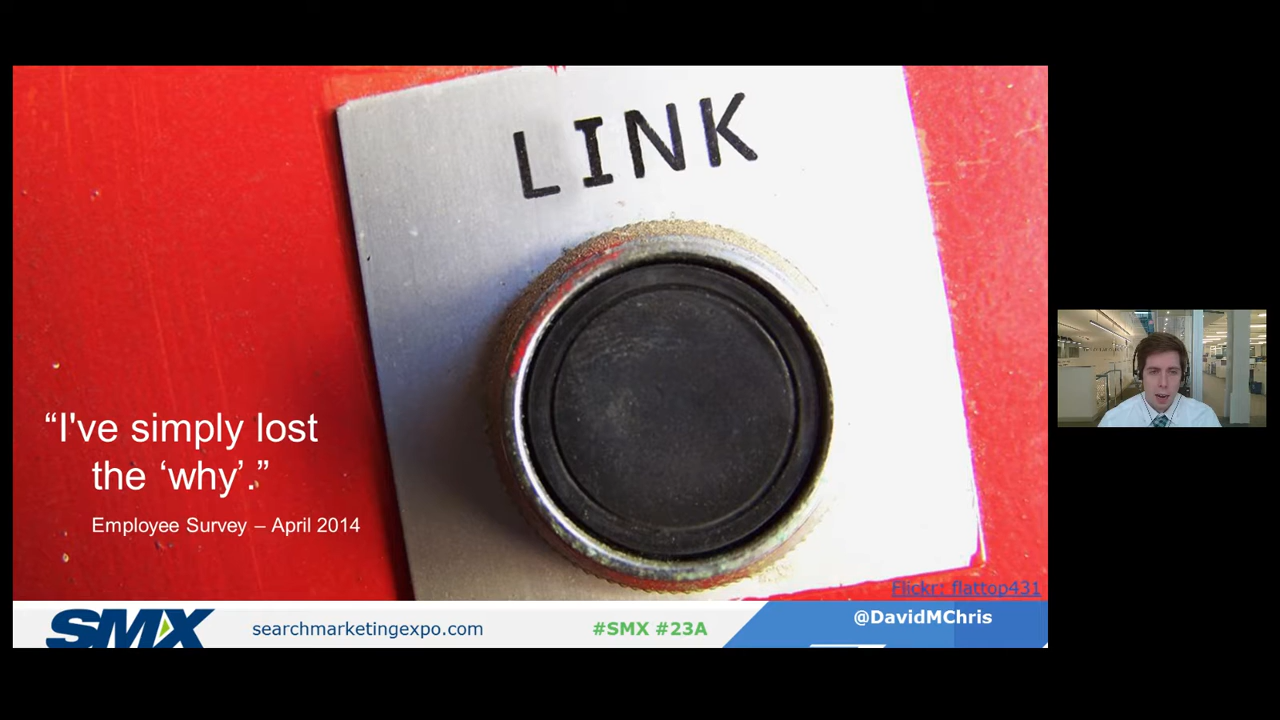 LINK
“I've simply lost
the ‘why’.”
Employee Survey – April 2014
Flickr: flattop431
SMX
searchmarketingexpo.com
#SMX #23A
@DavidMChris